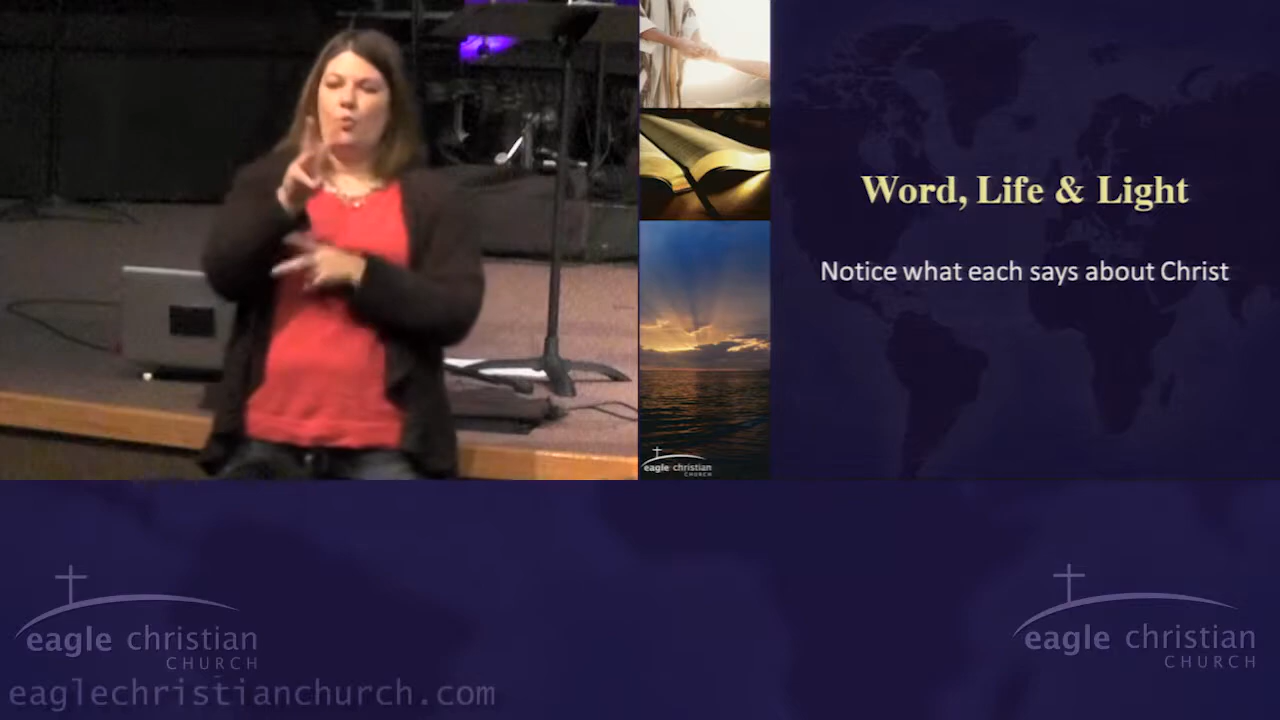 Word, Life & Light
Notice what each says about Christ
eagle christian
CHURCH
eagle christian
CHURCH
eaglechristianchurch.com
eagle christian
CHURCH